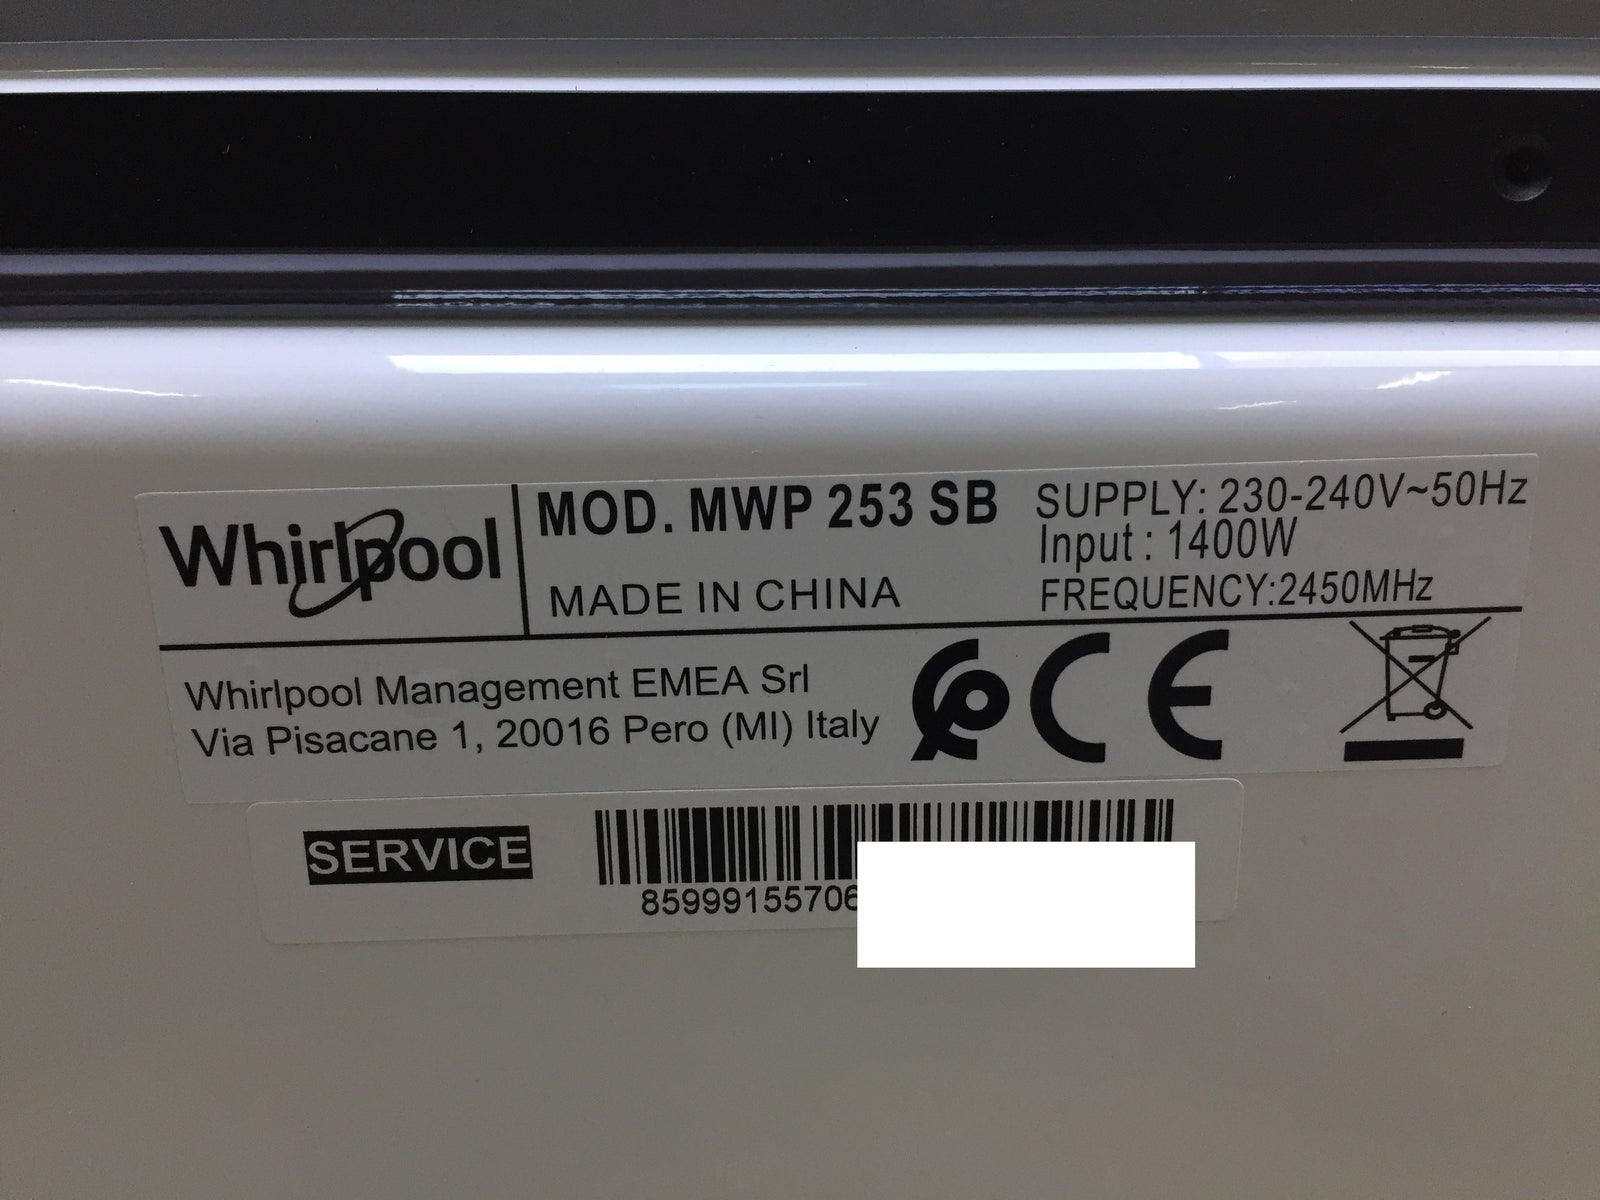 Whirlpool
MOD. MWP 253 SB
MADE IN CHINA
SUPPLY: 230-240V~50Hz
Input : 1400W
FREQUENCY:2450MHz
Whirlpool Management EMEA Srl
Via Pisacane 1, 20016 Pero (MI) Italy
CE
SERVICE
85999155706